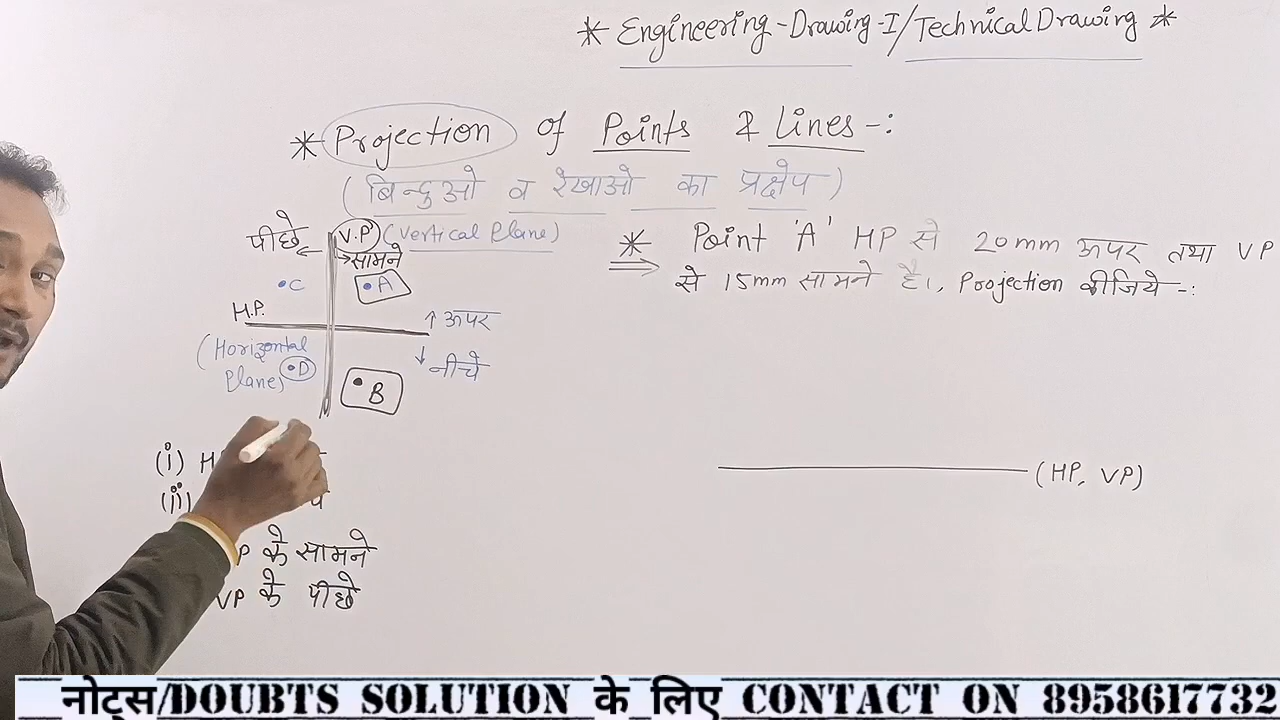 * Engineering-Drawing-I/Technical Drawing *
* Projection of Points & Lines -:
(बिन्दुओ व रेखाओ का प्रक्षेप)
पीछे ← V.P (Vertical Plane)
→ सामने
•C
•A
H.P.
↑ ऊपर
(Horizontal
Plane)
•D
↓ नीचे
•B
(i) H
(ii)
P के सामने
VP के पीछे
* Point 'A' HP से 20mm ऊपर तथा VP
⇒ से 15mm सामने है।, Projection कीजिये -:
(HP, VP)
नोट्स/DOUBTS SOLUTION के लिए CONTACT ON 8958617732